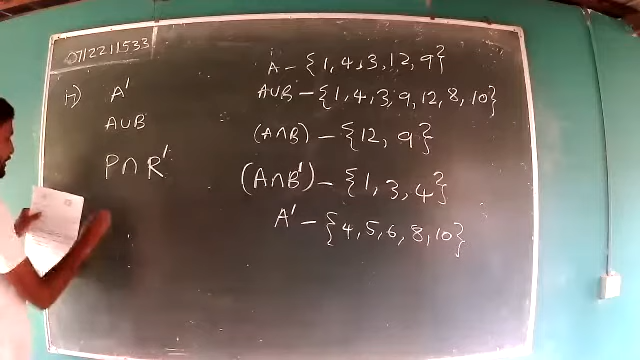 0712211533
A - {1, 4, 3, 12, 9}
A'
A∪B - {1, 4, 3, 9, 12, 8, 10}
A∪B
(A∩B) - {12, 9}
P∩R'
(A∩B') - {1, 3, 4}
A' - {4, 5, 6, 8, 10}